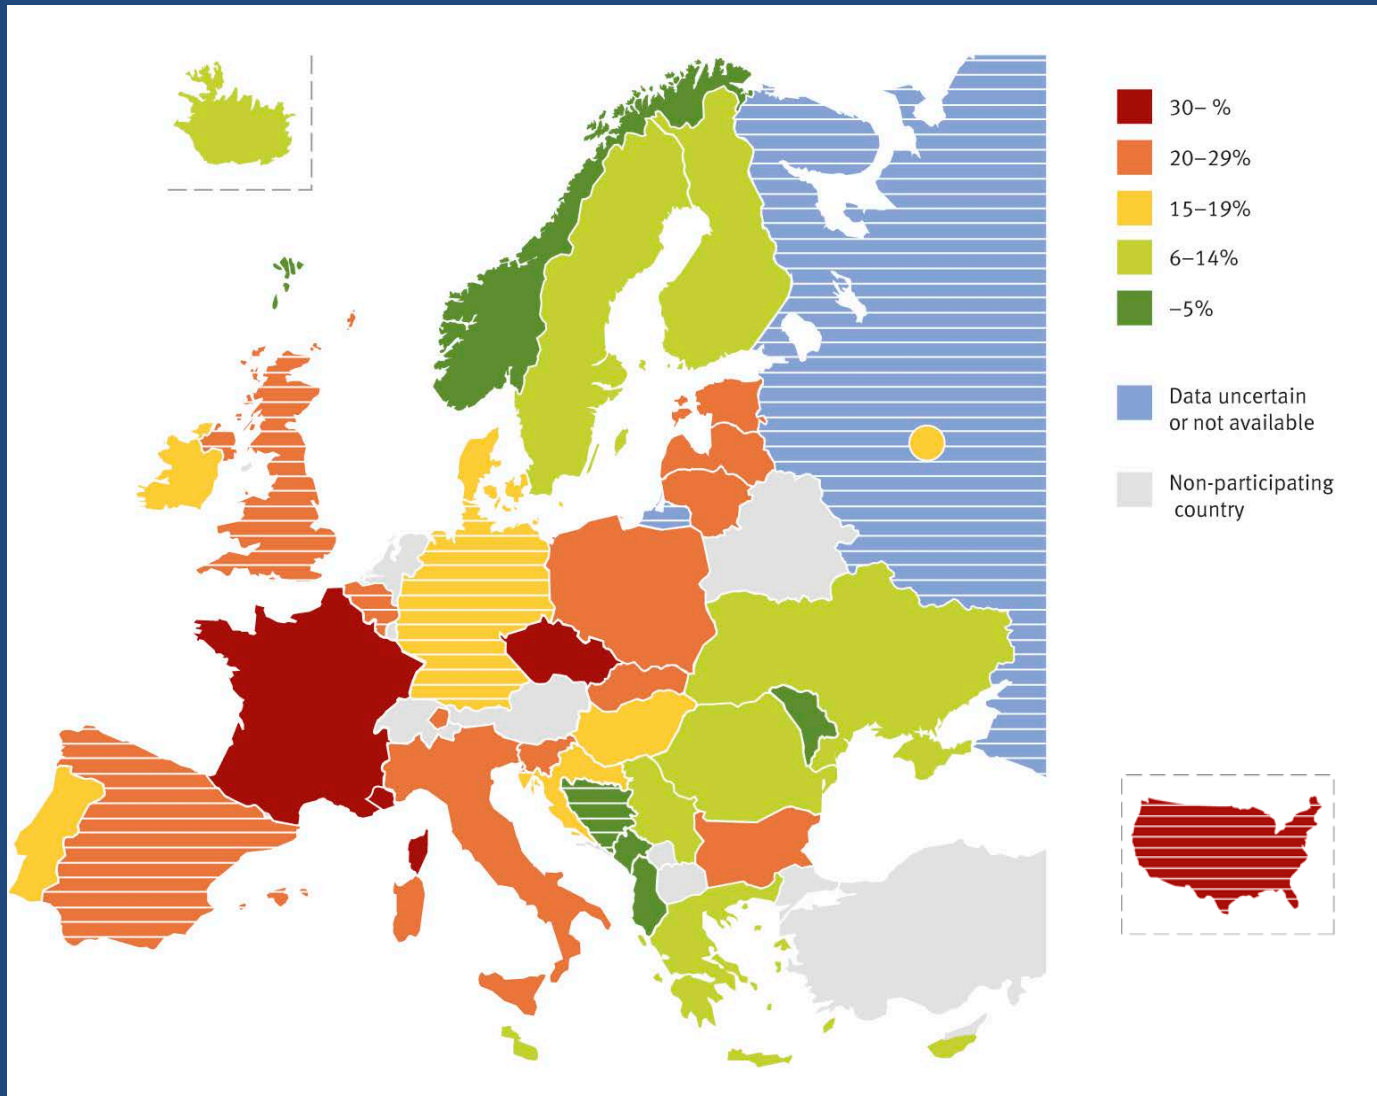 30– %
20–29%
15–19%
6–14%
–5%
Data uncertain
or not available
Non-participating
country